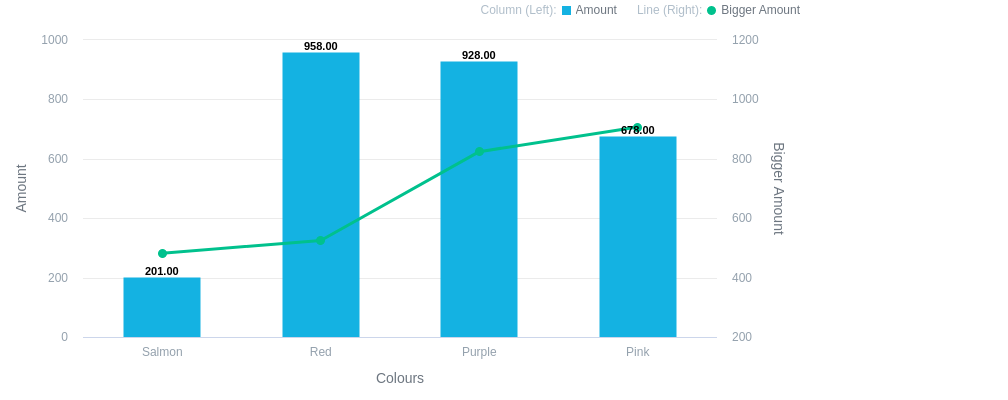 Column (Left): Amount Line (Right): Bigger Amount
1000 958.00 1200
928.00
800 1000
678.00
600 800
Amount
Bigger Amount
400 600
201.00
200 400
0 200
Salmon Red Purple Pink
Colours